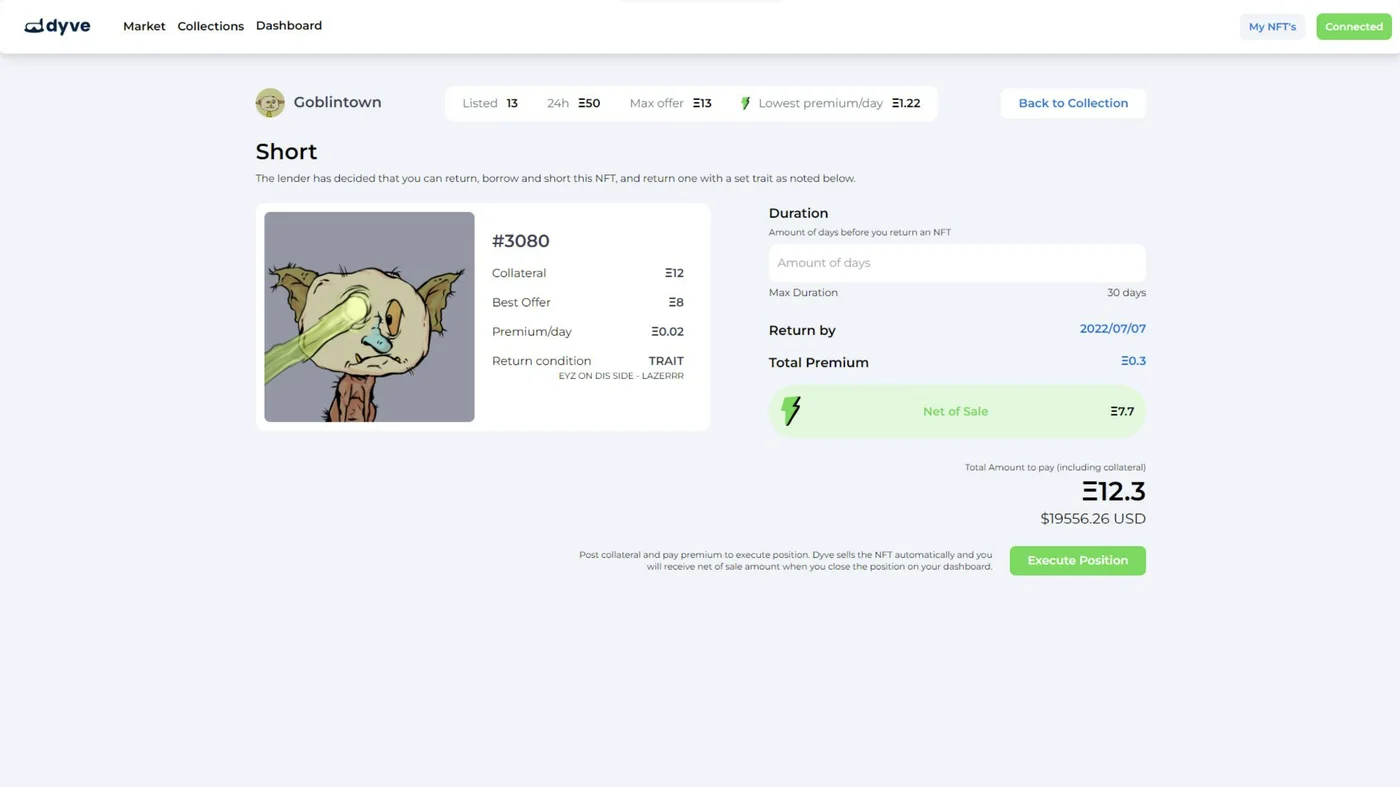 dyve Market Collections Dashboard My NFT's Connected
Goblintown Listed 13 24h Ξ50 Max offer Ξ13 Lowest premium/day Ξ1.22 Back to Collection
Short
The lender has decided that you can return, borrow and short this NFT, and return one with a set trait as noted below.
#3080
Collateral Ξ12
Best Offer Ξ8
Premium/day Ξ0.02
Return condition TRAIT
EYZ ON DIS SIDE - LAZERRR
Duration
Amount of days before you return an NFT
Amount of days
Max Duration 30 days
Return by 2022/07/07
Total Premium Ξ0.3
Net of Sale Ξ7.7
Total Amount to pay (including collateral)
Ξ12.3
$19556.26 USD
Post collateral and pay premium to execute position. Dyve sells the NFT automatically and you
will receive net of sale amount when you close the position on your dashboard.
Execute Position